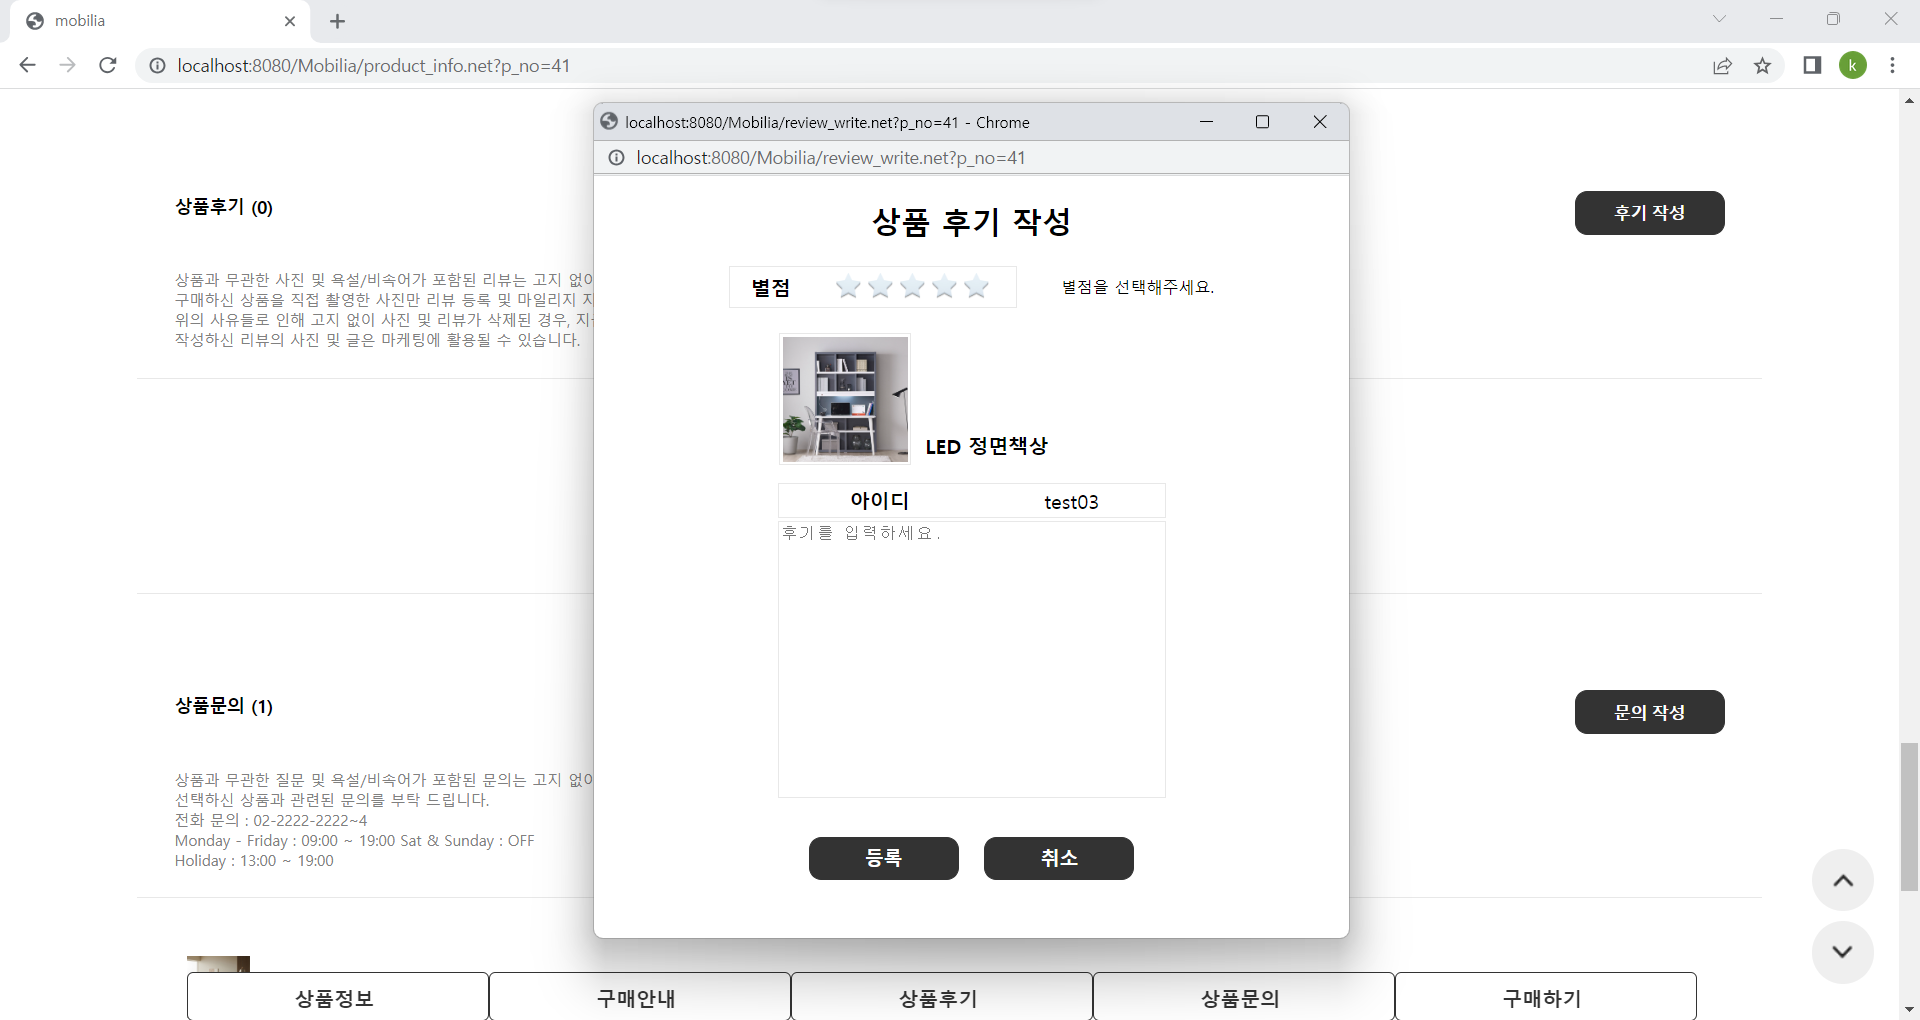 mobilia
localhost:8080/Mobilia/product_info.net?p_no=41
k
localhost:8080/Mobilia/review_write.net?p_no=41 - Chrome
localhost:8080/Mobilia/review_write.net?p_no=41
상품 후기 작성
별점
별점을 선택해주세요.
LED 정면책상
아이디 test03
후기를 입력하세요.
등록 취소
상품후기 (0)
후기 작성
상품과 무관한 사진 및 욕설/비속어가 포함된 리뷰는 고지 없이
구매하신 상품을 직접 촬영한 사진만 리뷰 등록 및 마일리지
위의 사유들로 인해 고지 없이 사진 및 리뷰가 삭제된 경우,
작성하신 리뷰의 사진 및 글은 마케팅에 활용될 수 있습니다.
상품문의 (1)
문의 작성
상품과 무관한 질문 및 욕설/비속어가 포함된 문의는 고지 없이
선택하신 상품과 관련된 문의를 부탁 드립니다.
전화 문의 : 02-2222-2222~4
Monday - Friday : 09:00 ~ 19:00 Sat & Sunday : OFF
Holiday : 13:00 ~ 19:00
상품정보 구매안내 상품후기 상품문의 구매하기